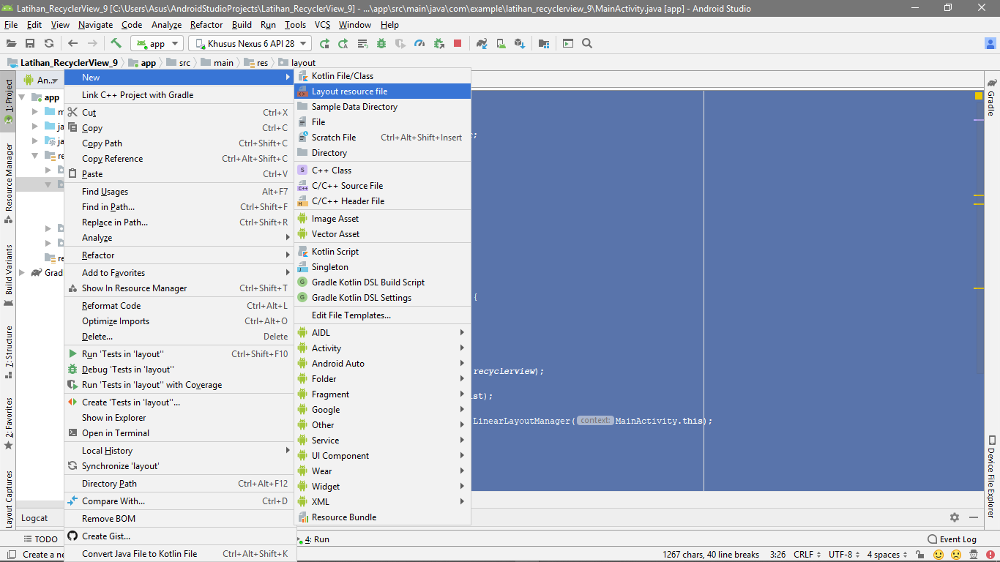 Latihan_RecyclerView_9 [C:\Users\Asus\AndroidStudioProjects\Latihan_RecyclerView_9] - ...\app\src\main\java\com\example\latihan_recyclerview_9\MainActivity.java [app] - Android Studio
File Edit View Navigate Code Analyze Refactor Build Run Tools VCS Window Help
app Khusus Nexus 6 API 28
Latihan_RecyclerView_9 app src main res layout
1: Project
Resource Manager
Build Variants
7: Structure
2: Favorites
Layout Captures
An...
app
m
ja
ja
re
re
Grad
New
Link C++ Project with Gradle
Cut Ctrl+X
Copy Ctrl+C
Copy Path Ctrl+Shift+C
Copy Reference Ctrl+Alt+Shift+C
Paste Ctrl+V
Find Usages Alt+F7
Find in Path... Ctrl+Shift+F
Replace in Path... Ctrl+Shift+R
Analyze
Refactor
Add to Favorites
Show In Resource Manager Ctrl+Shift+T
Reformat Code Ctrl+Alt+L
Optimize Imports Ctrl+Alt+O
Delete... Delete
Run 'Tests in 'layout'' Ctrl+Shift+F10
Debug 'Tests in 'layout''
Run 'Tests in 'layout'' with Coverage
Create 'Tests in 'layout''...
Show in Explorer
Open in Terminal
Local History
Synchronize 'layout'
Directory Path Ctrl+Alt+F12
Compare With... Ctrl+D
Remove BOM
Create Gist...
Convert Java File to Kotlin File Ctrl+Alt+Shift+K
Kotlin File/Class
Layout resource file
Sample Data Directory
File
Scratch File Ctrl+Alt+Shift+Insert
Directory
C++ Class
C/C++ Source File
C/C++ Header File
Image Asset
Vector Asset
Kotlin Script
Singleton
Gradle Kotlin DSL Build Script
Gradle Kotlin DSL Settings
Edit File Templates...
AIDL
Activity
Android Auto
Folder
Fragment
Google
Other
Service
UI Component
Wear
Widget
XML
Resource Bundle
;
{
recyclerview);
st);
LinearLayoutManager( context: MainActivity.this);
Gradle
Device File Explorer
Logcat
TODO 4: Run Event Log
Create a ne 1267 chars, 40 line breaks 3:26 CRLF UTF-8 4 spaces